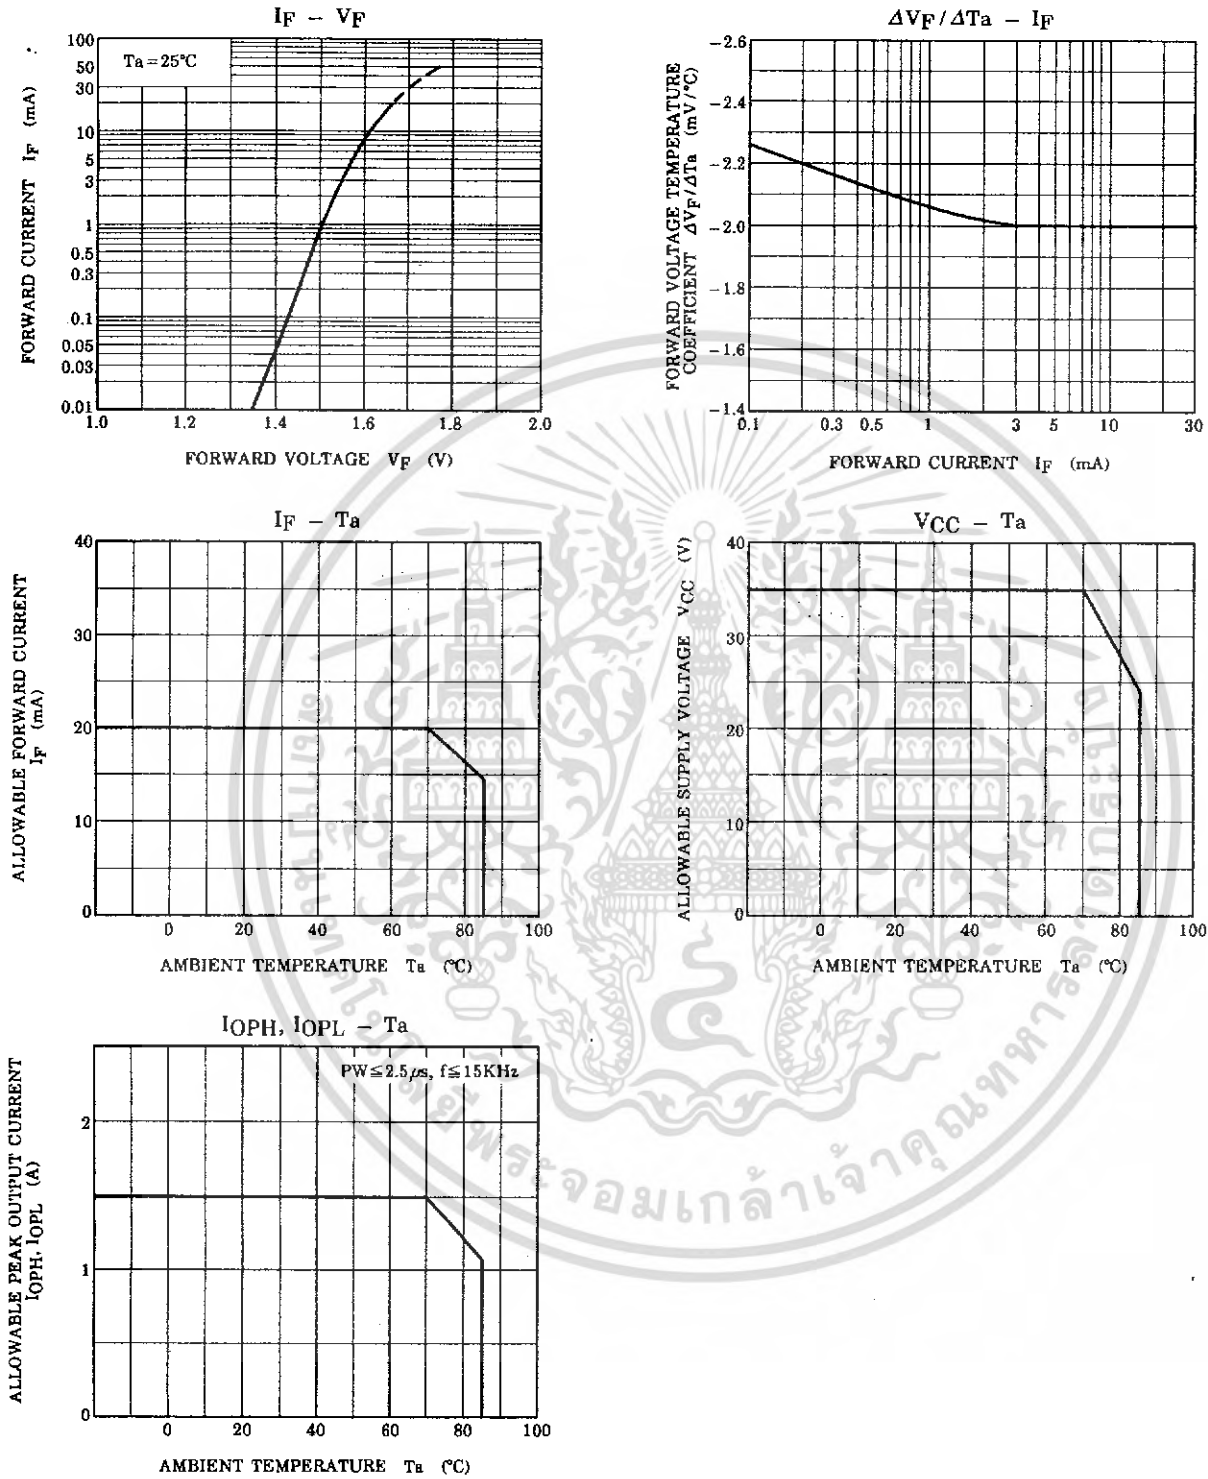 IF – VF
Ta=25℃
FORWARD CURRENT IF (mA)
100
50
30
10
5
3
1
0.5
0.3
0.1
0.05
0.03
0.01
1.0 1.2 1.4 1.6 1.8 2.0
FORWARD VOLTAGE VF (V)
ΔVF/ΔTa – IF
FORWARD VOLTAGE TEMPERATURE
COEFFICIENT ΔVF/ΔTa (mV/℃)
−2.6
−2.4
−2.2
−2.0
−1.8
−1.6
−1.4
0.1 0.3 0.5 1 3 5 10 30
FORWARD CURRENT IF (mA)
IF – Ta
ALLOWABLE FORWARD CURRENT
IF (mA)
40
30
20
10
0
0 20 40 60 80 100
AMBIENT TEMPERATURE Ta (℃)
VCC – Ta
ALLOWABLE SUPPLY VOLTAGE VCC (V)
40
30
20
10
0
0 20 40 60 80 100
AMBIENT TEMPERATURE Ta (℃)
IOPH, IOPL – Ta
PW≦2.5μs, f≦15KHz
ALLOWABLE PEAK OUTPUT CURRENT
IOPH, IOPL (A)
2
1
0
0 20 40 60 80 100
AMBIENT TEMPERATURE Ta (℃)